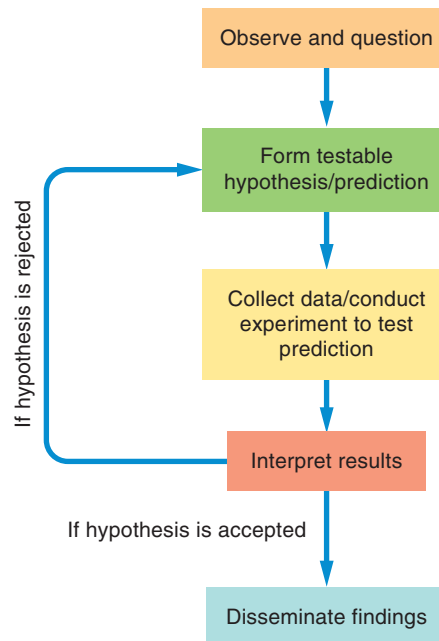 Observe and question
Form testable
hypothesis/prediction
If hypothesis is rejected
Collect data/conduct
experiment to test
prediction
Interpret results
If hypothesis is accepted
Disseminate findings